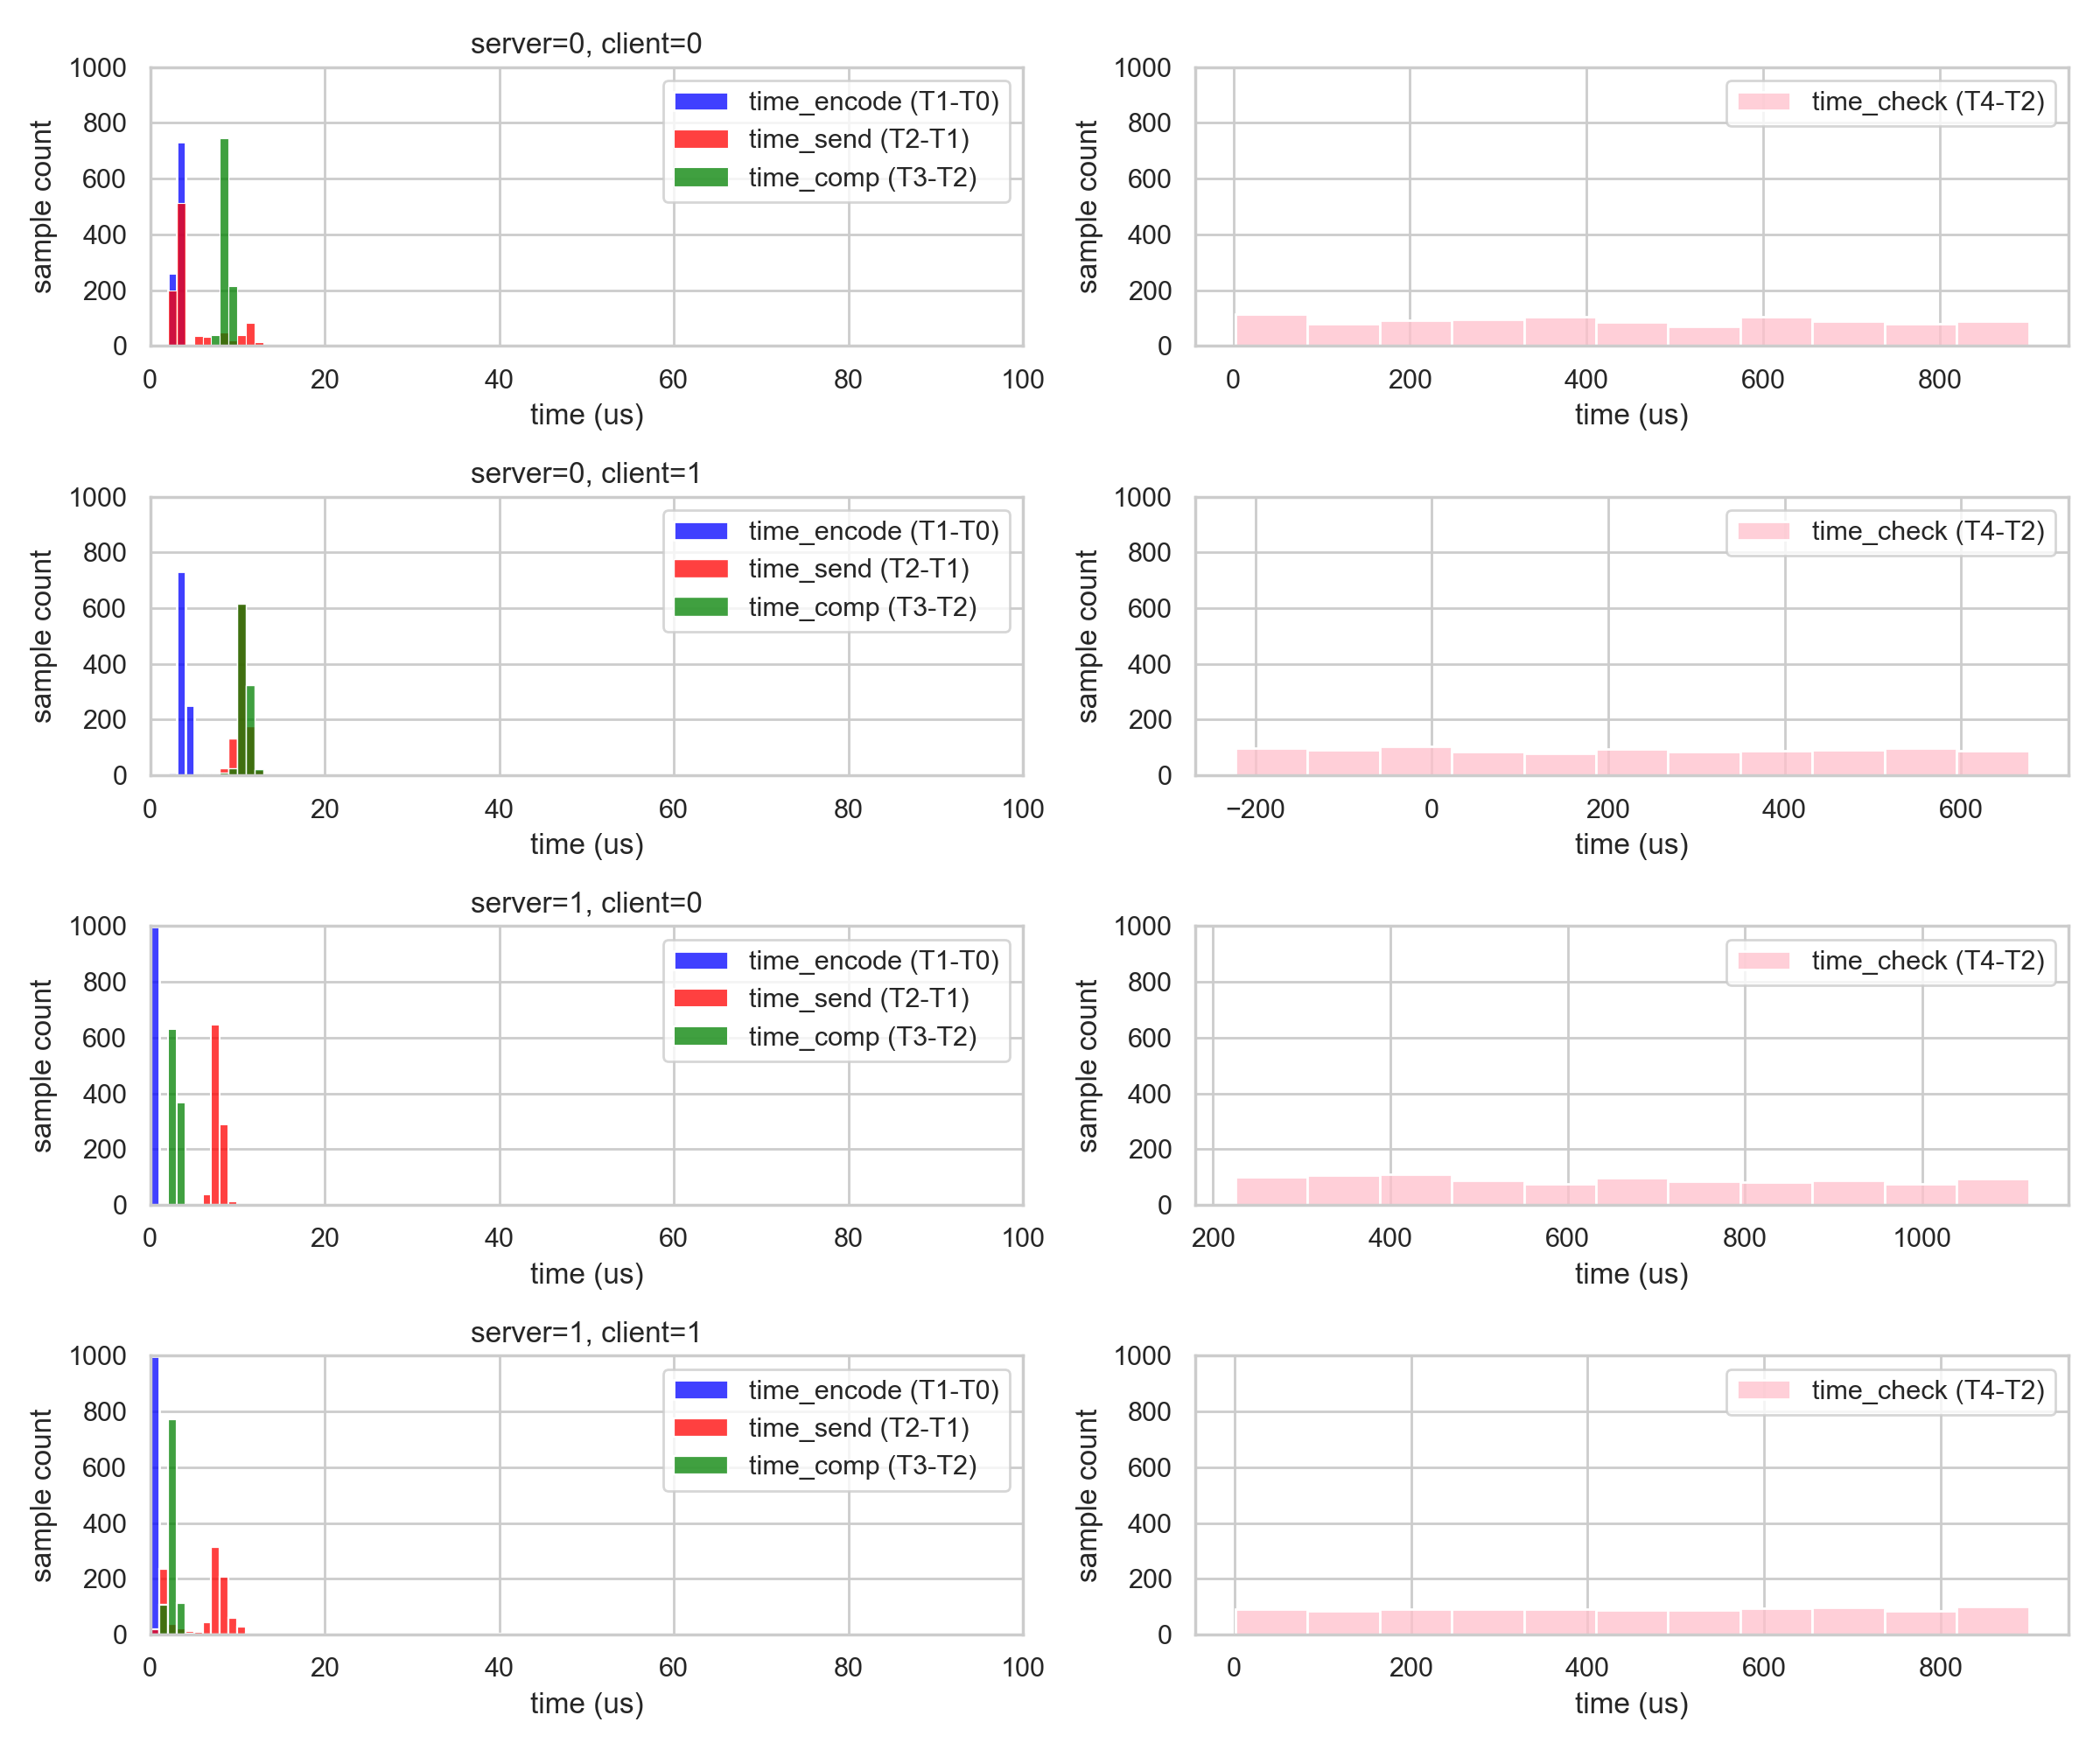 server=0, client=0
1000
800
600
400
200
0
sample count
time_encode (T1-T0)
time_send (T2-T1)
time_comp (T3-T2)
0 20 40 60 80 100
time (us)
1000
800
600
400
200
0
sample count
time_check (T4-T2)
0 200 400 600 800
time (us)
server=0, client=1
1000
800
600
400
200
0
sample count
time_encode (T1-T0)
time_send (T2-T1)
time_comp (T3-T2)
0 20 40 60 80 100
time (us)
1000
800
600
400
200
0
sample count
time_check (T4-T2)
−200 0 200 400 600
time (us)
server=1, client=0
1000
800
600
400
200
0
sample count
time_encode (T1-T0)
time_send (T2-T1)
time_comp (T3-T2)
0 20 40 60 80 100
time (us)
1000
800
600
400
200
0
sample count
time_check (T4-T2)
200 400 600 800 1000
time (us)
server=1, client=1
1000
800
600
400
200
0
sample count
time_encode (T1-T0)
time_send (T2-T1)
time_comp (T3-T2)
0 20 40 60 80 100
time (us)
1000
800
600
400
200
0
sample count
time_check (T4-T2)
0 200 400 600 800
time (us)